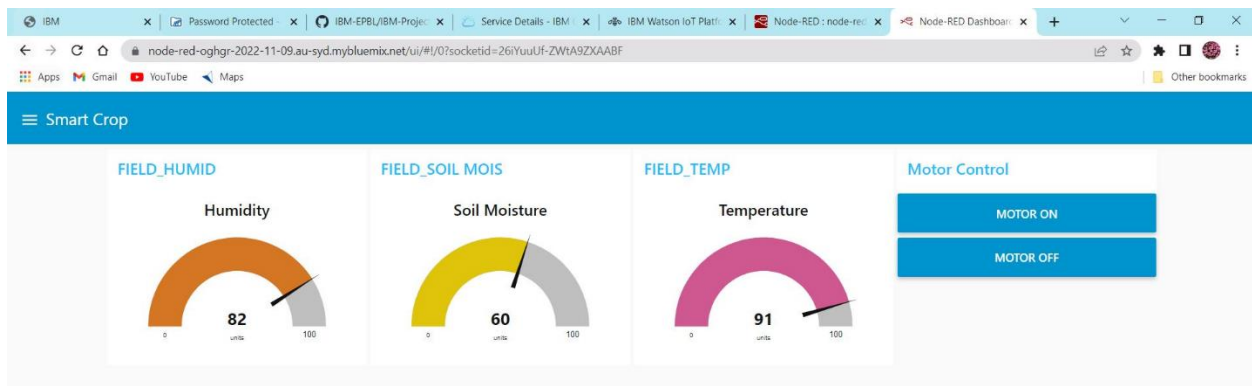 IBM
Password Protected -
IBM-EPBL/IBM-Projec
Service Details - IBM
IBM Watson IoT Platf
Node-RED : node-red
Node-RED Dashboard
node-red-oghgr-2022-11-09.au-syd.mybluemix.net/ui/#!/0?socketid=26iYuuUf-ZWtA9ZXAABF
Apps Gmail YouTube Maps Other bookmarks
Smart Crop
FIELD_HUMID FIELD_SOIL MOIS FIELD_TEMP Motor Control
Humidity Soil Moisture Temperature
MOTOR ON
MOTOR OFF
82 60 91
0 units 100 0 units 100 0 units 100